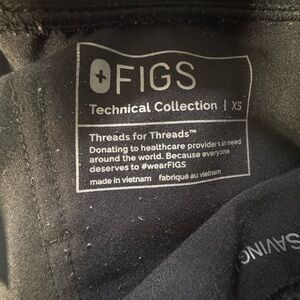 FIGS
Technical Collection | XS
Threads for Threads™
Donating to healthcare providers in need
around the world. Because everyone
deserves to #wearFIGS
made in vietnam fabriqué au vietnam
SAVING